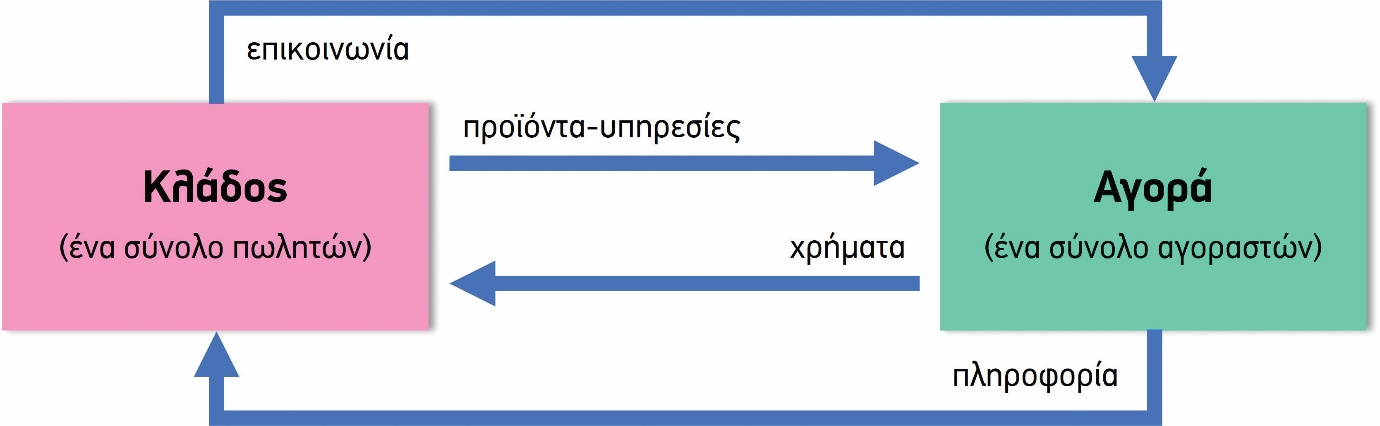 επικοινωνία
προϊόντα-υπηρεσίες
Κλάδος
(ένα σύνολο πωλητών)
Αγορά
(ένα σύνολο αγοραστών)
χρήματα
πληροφορία